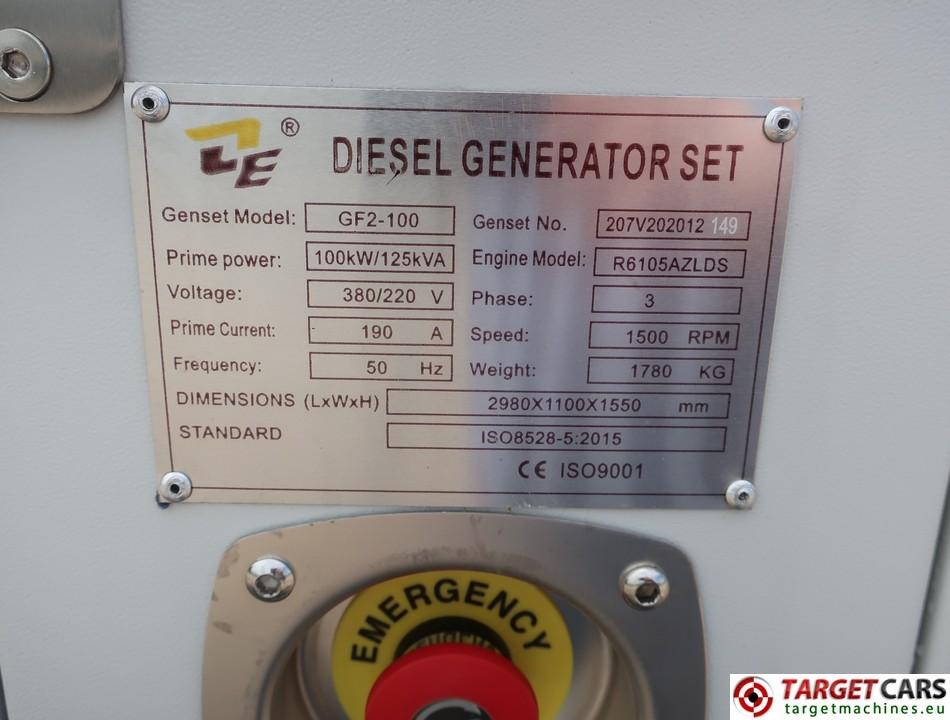 LE ®
DIESEL GENERATOR SET
Genset Model: GF2-100 Genset No. 207V202012 149
Prime power: 100kW/125kVA Engine Model: R6105AZLDS
Voltage: 380/220 V Phase: 3
Prime Current: 190 A Speed: 1500 RPM
Frequency: 50 Hz Weight: 1780 KG
DIMENSIONS (LxWxH) 2980X1100X1550 mm
STANDARD ISO8528-5:2015
CE ISO9001
EMERGENCY
TARGETCARS
targetmachines.eu